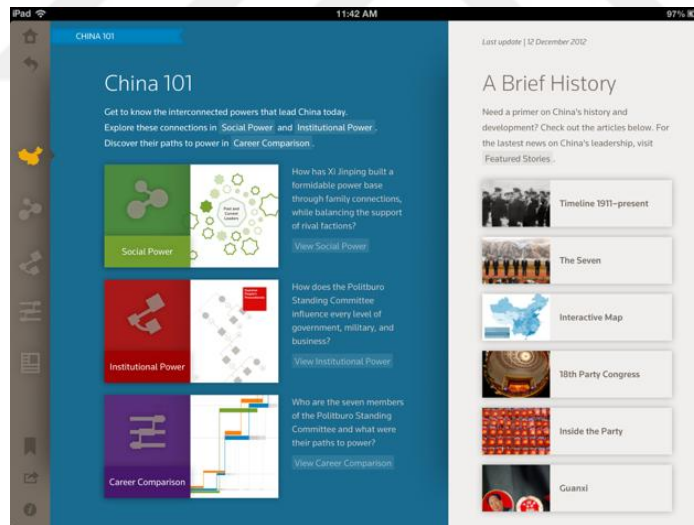 iPad
11:42 AM
97%
CHINA 101
China 101
Get to know the interconnected powers that lead China today.
Explore these connections in Social Power and Institutional Power .
Discover their paths to power in Career Comparison .
Social Power
Past and
Current
Leaders
How has Xi Jinping built a
formidable power base
through family connections,
while balancing the support
of rival factions?
View Social Power
Institutional Power
How does the Politburo
Standing Committee
influence every level of
government, military, and
business?
View Institutional Power
Career Comparison
Who are the seven members
of the Politburo Standing
Committee and what were
their paths to power?
View Career Comparison
Last update | 12 December 2012
A Brief History
Need a primer on China's history and
development? Check out the articles below. For
the lastest news on China's leadership, visit
Featured Stories .
Timeline 1911–present
The Seven
Interactive Map
18th Party Congress
Inside the Party
Guanxi